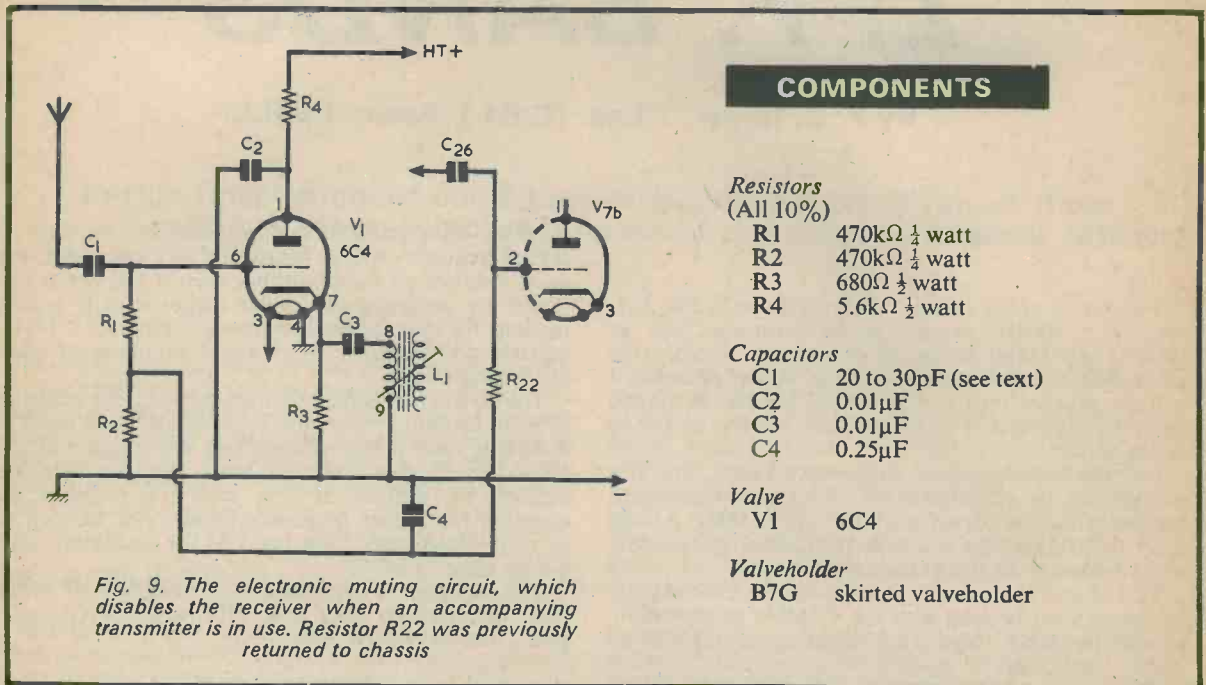 HT+
R4
C2
C26
1
V1
6C4
1
V7b
C1
6
2
7
3
4
3
R1
C3
8
L1
R22
R2
R3
9
C4
−
Fig. 9. The electronic muting circuit, which
disables the receiver when an accompanying
transmitter is in use. Resistor R22 was previously
returned to chassis
COMPONENTS
Resistors
(All 10%)
R1 470kΩ ¼ watt
R2 470kΩ ¼ watt
R3 680Ω ½ watt
R4 5.6kΩ ½ watt
Capacitors
C1 20 to 30pF (see text)
C2 0.01µF
C3 0.01µF
C4 0.25µF
Valve
V1 6C4
Valveholder
B7G skirted valveholder